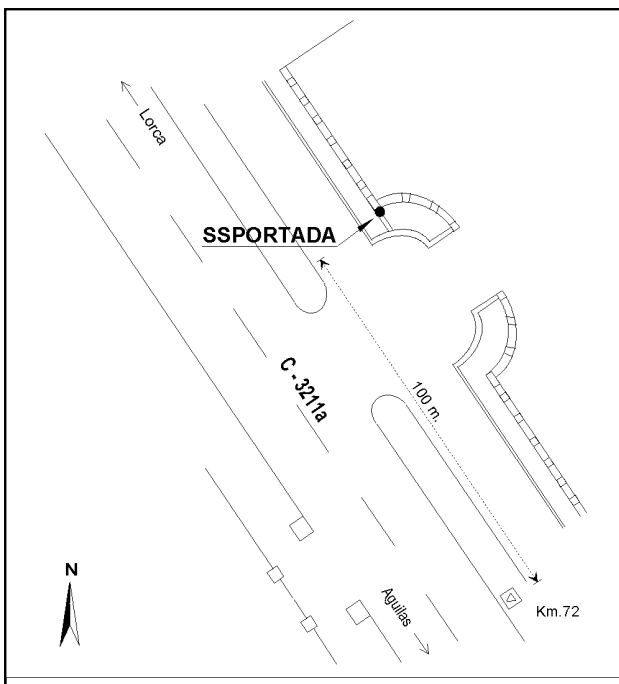 Lorca
SSPORTADA
C - 3211a
100 m.
N
Aguilas
Km.72